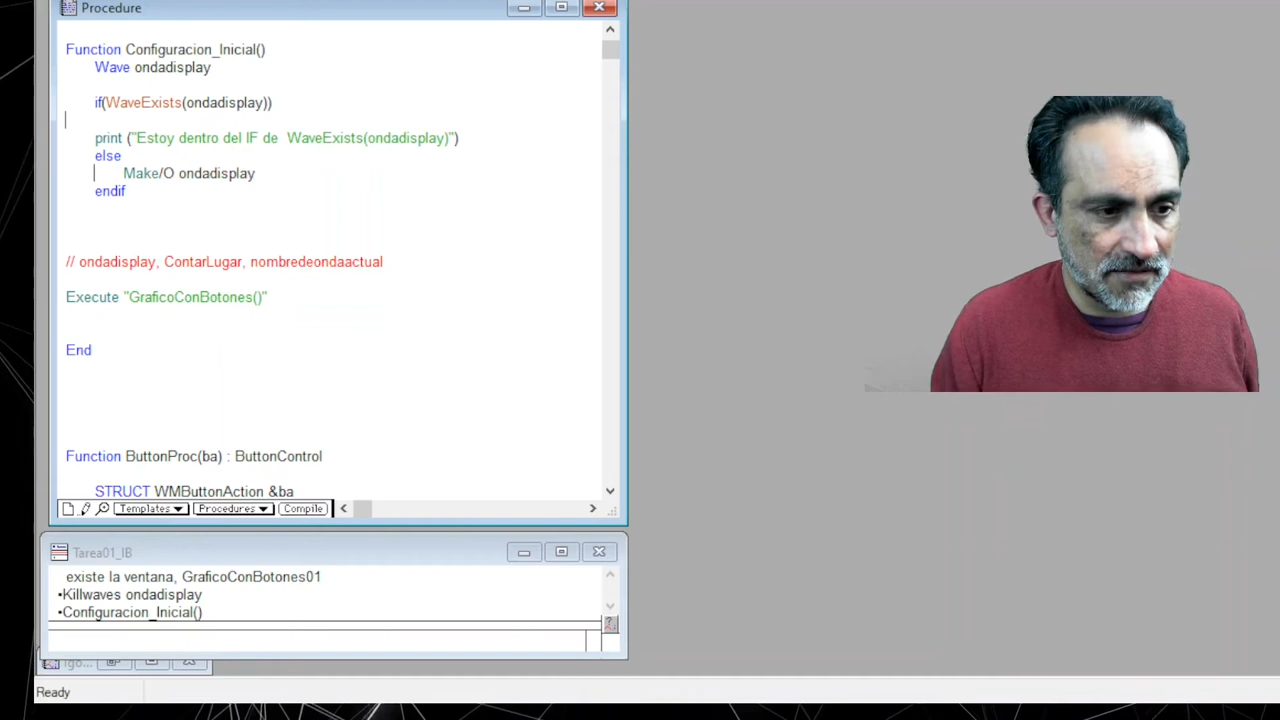 Procedure
Function Configuracion_Inicial()
Wave ondadisplay
if(WaveExists(ondadisplay))
print ("Estoy dentro del IF de  WaveExists(ondadisplay)")
else
Make/O ondadisplay
endif
// ondadisplay, ContarLugar, nombredeondaactual
Execute "GraficoConBotones()"
End
Function ButtonProc(ba) : ButtonControl
STRUCT WMButtonAction &ba
Templates Procedures Compile
Tarea01_IB
existe la ventana, GraficoConBotones01
•Killwaves ondadisplay
•Configuracion_Inicial()
Ready